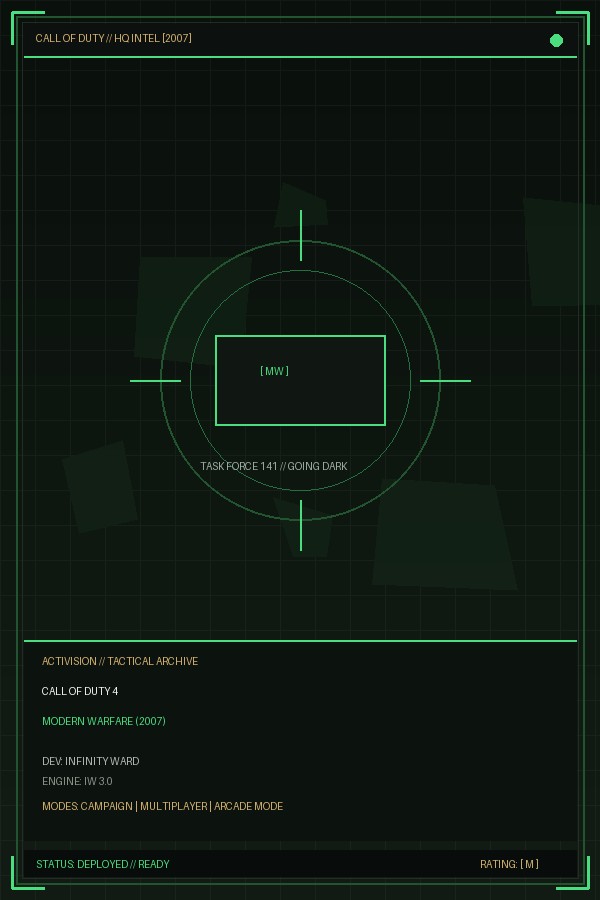 CALL OF DUTY // HQ INTEL [2007]
[ MW ]
TASK FORCE 141 // GOING DARK
ACTIVISION // TACTICAL ARCHIVE
CALL OF DUTY 4
MODERN WARFARE (2007)
DEV: INFINITY WARD
ENGINE: IW 3.0
MODES: CAMPAIGN | MULTIPLAYER | ARCADE MODE
STATUS: DEPLOYED // READY
RATING: [ M ]